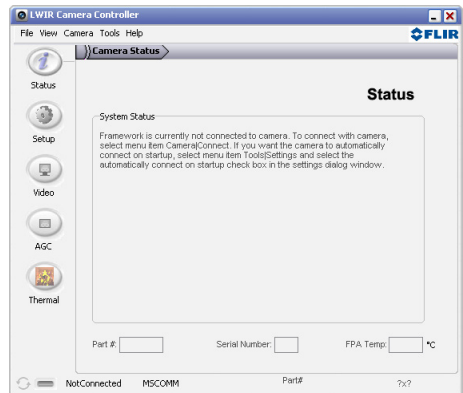 LWIR Camera Controller
File View Camera Tools Help
FLIR
Camera Status
Status
Status
System Status
Framework is currently not connected to camera. To connect with camera,
select menu item Camera|Connect. If you want the camera to automatically
connect on startup, select menu item Tools|Settings and select the
automatically connect on startup check box in the settings dialog window.
Setup
Video
AGC
Thermal
Part #: Serial Number: FPA Temp: °C
NotConnected MSCOMM Part# ?x?